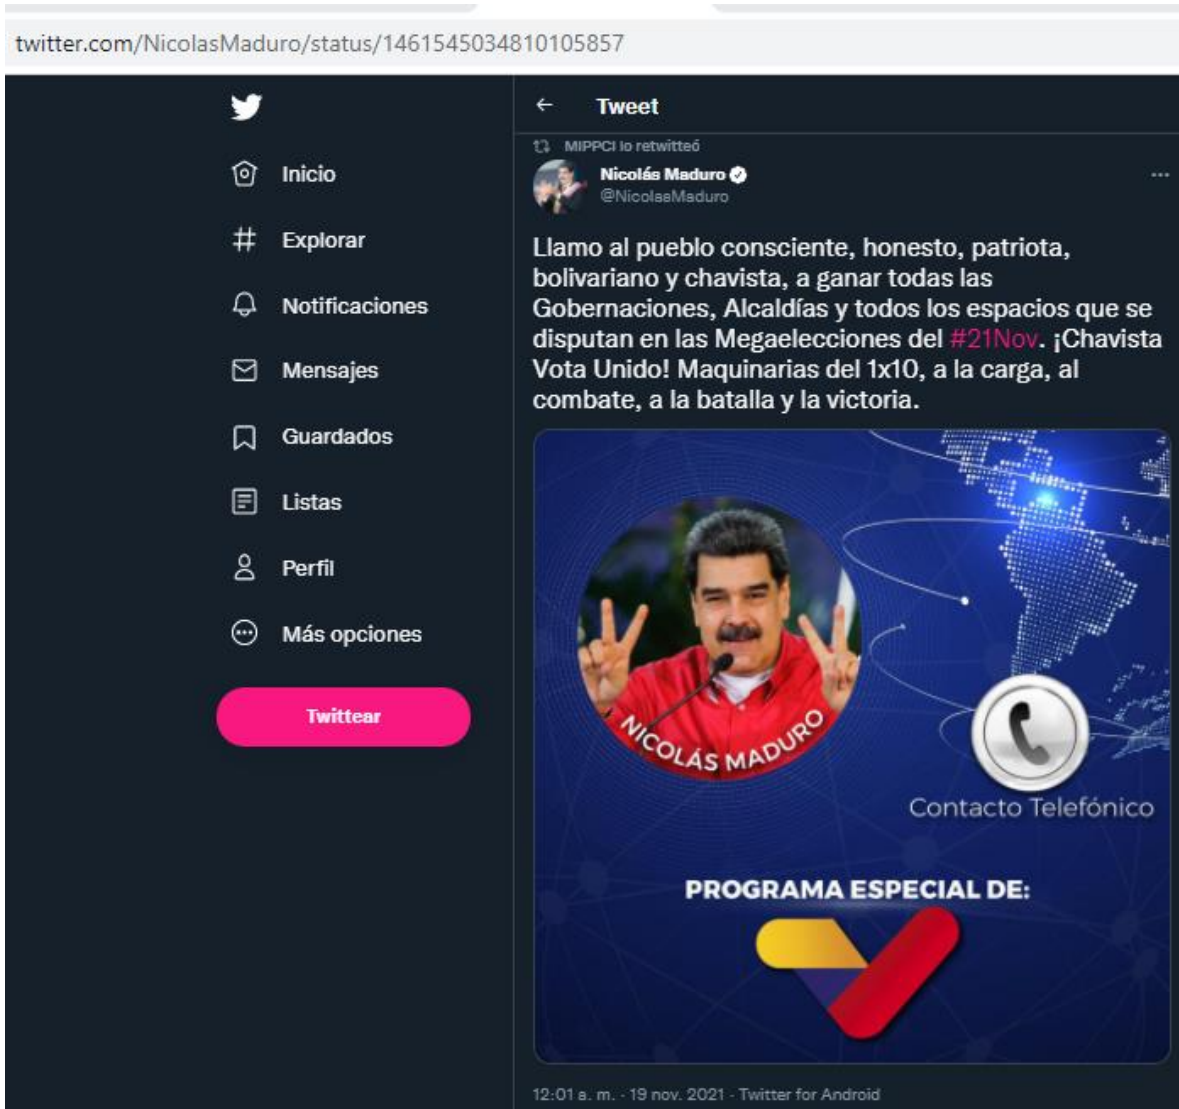 twitter.com/NicolasMaduro/status/1461545034810105857
Tweet
MIPPCI lo retwitteó
Nicolás Maduro
@NicolasMaduro
Inicio
Explorar
Notificaciones
Mensajes
Guardados
Listas
Perfil
Más opciones
Twittear
Llamo al pueblo consciente, honesto, patriota,
bolivariano y chavista, a ganar todas las
Gobernaciones, Alcaldías y todos los espacios que se
disputan en las Megaelecciones del #21Nov. ¡Chavista
Vota Unido! Maquinarias del 1x10, a la carga, al
combate, a la batalla y la victoria.
NICOLÁS MADURO
Contacto Telefónico
PROGRAMA ESPECIAL DE:
12:01 a. m. · 19 nov. 2021 · Twitter for Android